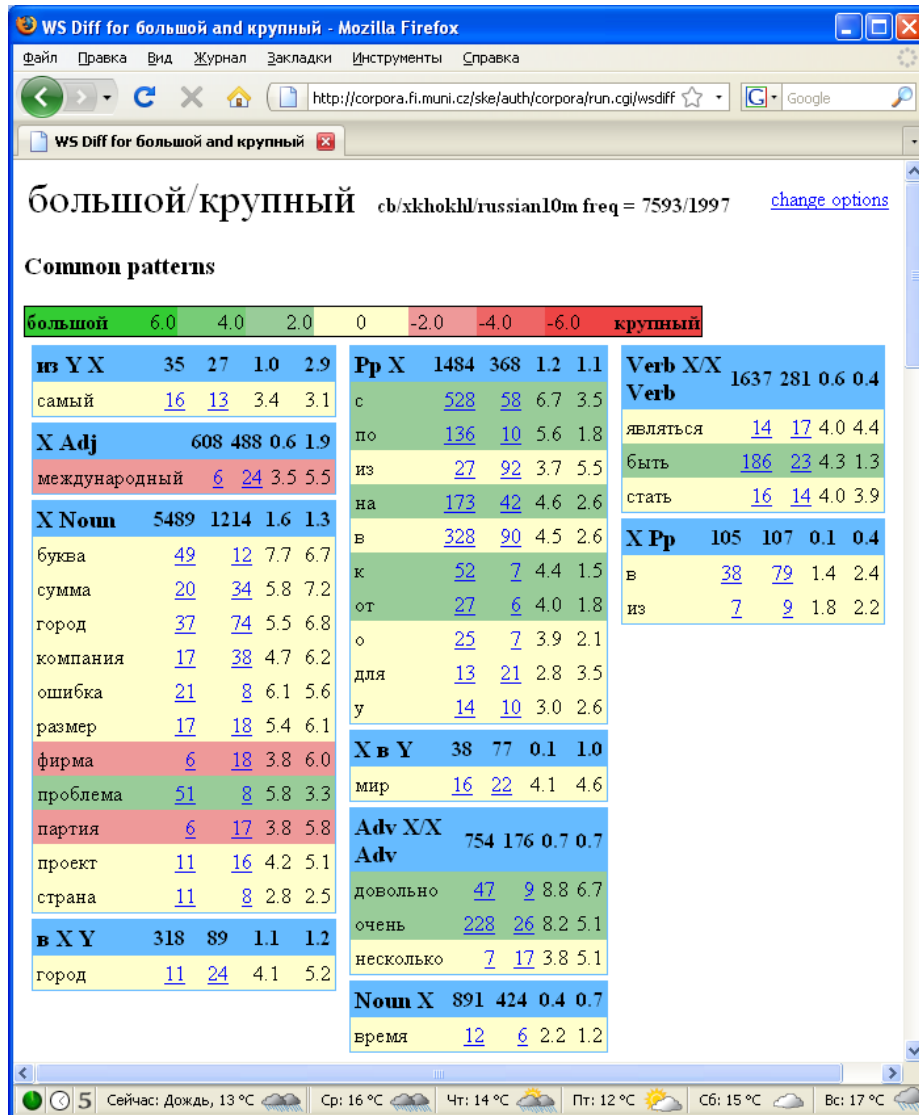 WS Diff for большой and крупный - Mozilla Firefox
Файл Правка Вид Журнал Закладки Инструменты Справка
http://corpora.fi.muni.cz/ske/auth/corpora/run.cgi/wsdiff
Google
WS Diff for большой and крупный
большой/крупный cb/xkhokhl/russian10m freq = 7593/1997 change options
Common patterns
большой 6.0 4.0 2.0 0 -2.0 -4.0 -6.0 крупный
из Y X 35 27 1.0 2.9
самый 16 13 3.4 3.1
X Adj 608 488 0.6 1.9
международный 6 24 3.5 5.5
X Noun 5489 1214 1.6 1.3
буква 49 12 7.7 6.7
сумма 20 34 5.8 7.2
город 37 74 5.5 6.8
компания 17 38 4.7 6.2
ошибка 21 8 6.1 5.6
размер 17 18 5.4 6.1
фирма 6 18 3.8 6.0
проблема 51 8 5.8 3.3
партия 6 17 3.8 5.8
проект 11 16 4.2 5.1
страна 11 8 2.8 2.5
в X Y 318 89 1.1 1.2
город 11 24 4.1 5.2
Pp X 1484 368 1.2 1.1
с 528 58 6.7 3.5
по 136 10 5.6 1.8
из 27 92 3.7 5.5
на 173 42 4.6 2.6
в 328 90 4.5 2.6
к 52 7 4.4 1.5
от 27 6 4.0 1.8
о 25 7 3.9 2.1
для 13 21 2.8 3.5
у 14 10 3.0 2.6
X в Y 38 77 0.1 1.0
мир 16 22 4.1 4.6
Adv X/X
Adv 754 176 0.7 0.7
довольно 47 9 8.8 6.7
очень 228 26 8.2 5.1
несколько 7 17 3.8 5.1
Noun X 891 424 0.4 0.7
время 12 6 2.2 1.2
Verb X/X
Verb 1637 281 0.6 0.4
являться 14 17 4.0 4.4
быть 186 23 4.3 1.3
стать 16 14 4.0 3.9
X Pp 105 107 0.1 0.4
в 38 79 1.4 2.4
из 7 9 1.8 2.2
5 Сейчас: Дождь, 13 °C Ср: 16 °C Чт: 14 °C Пт: 12 °C Сб: 15 °C Вс: 17 °C